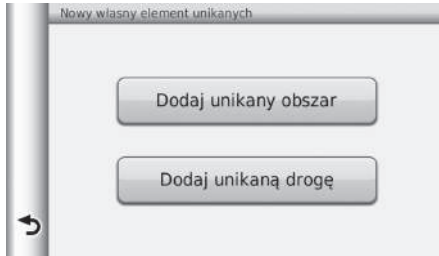 Nowy własny element unikanych
Dodaj unikany obszar
Dodaj unikaną drogę